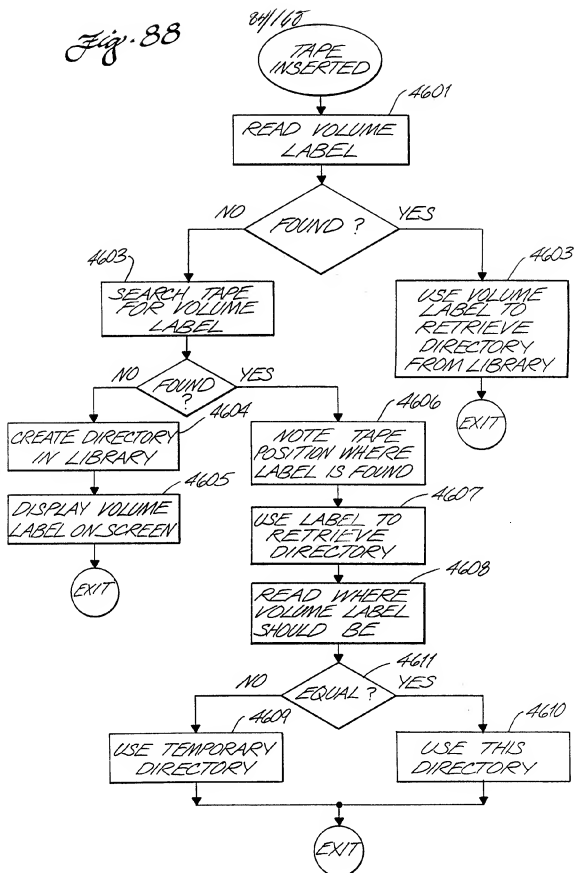 Fig. 88
84/168
TAPE
INSERTED
4601
READ VOLUME
LABEL
NO
FOUND ?
YES
4603
SEARCH TAPE
FOR VOLUME
LABEL
4603
USE VOLUME
LABEL TO
RETRIEVE
DIRECTORY
FROM LIBRARY
EXIT
NO
FOUND
?
YES
4604
CREATE DIRECTORY
IN LIBRARY
4605
DISPLAY VOLUME
LABEL ON SCREEN
EXIT
4606
NOTE TAPE
POSITION WHERE
LABEL IS FOUND
4607
USE LABEL TO
RETRIEVE
DIRECTORY
4608
READ WHERE
VOLUME LABEL
SHOULD BE
4611
NO
EQUAL ?
YES
4609
USE TEMPORARY
DIRECTORY
4610
USE THIS
DIRECTORY
EXIT